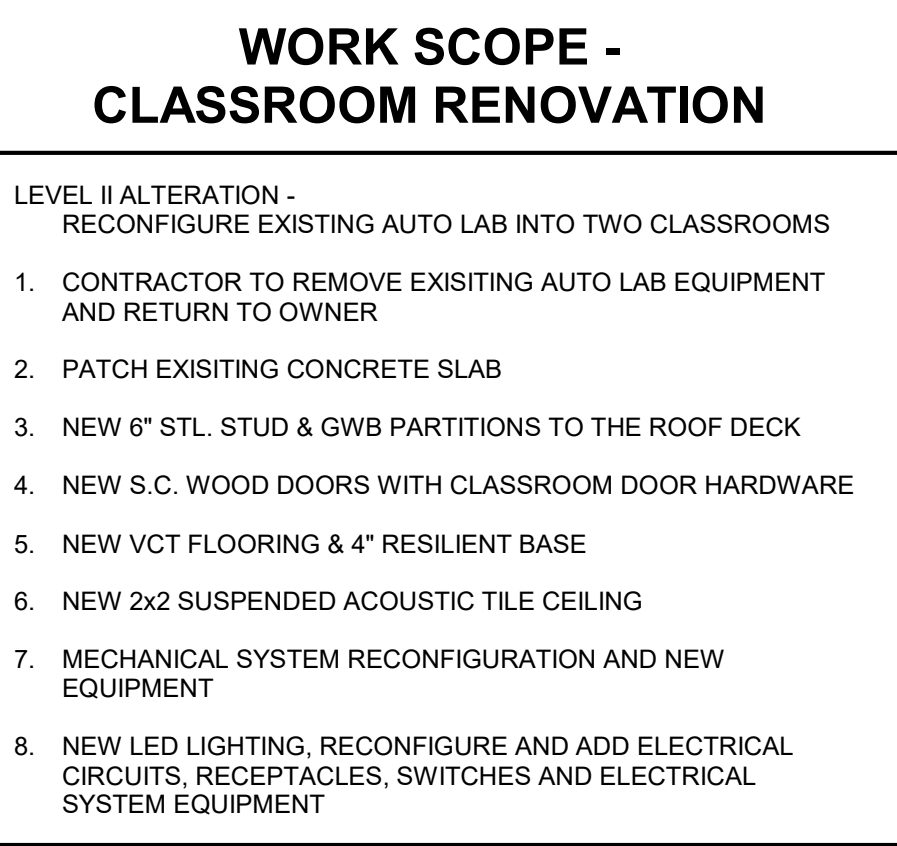 WORK SCOPE -
CLASSROOM RENOVATION
LEVEL II ALTERATION -
RECONFIGURE EXISTING AUTO LAB INTO TWO CLASSROOMS
1. CONTRACTOR TO REMOVE EXISITING AUTO LAB EQUIPMENT
AND RETURN TO OWNER
2. PATCH EXISITING CONCRETE SLAB
3. NEW 6" STL. STUD & GWB PARTITIONS TO THE ROOF DECK
4. NEW S.C. WOOD DOORS WITH CLASSROOM DOOR HARDWARE
5. NEW VCT FLOORING & 4" RESILIENT BASE
6. NEW 2x2 SUSPENDED ACOUSTIC TILE CEILING
7. MECHANICAL SYSTEM RECONFIGURATION AND NEW
EQUIPMENT
8. NEW LED LIGHTING, RECONFIGURE AND ADD ELECTRICAL
CIRCUITS, RECEPTACLES, SWITCHES AND ELECTRICAL
SYSTEM EQUIPMENT